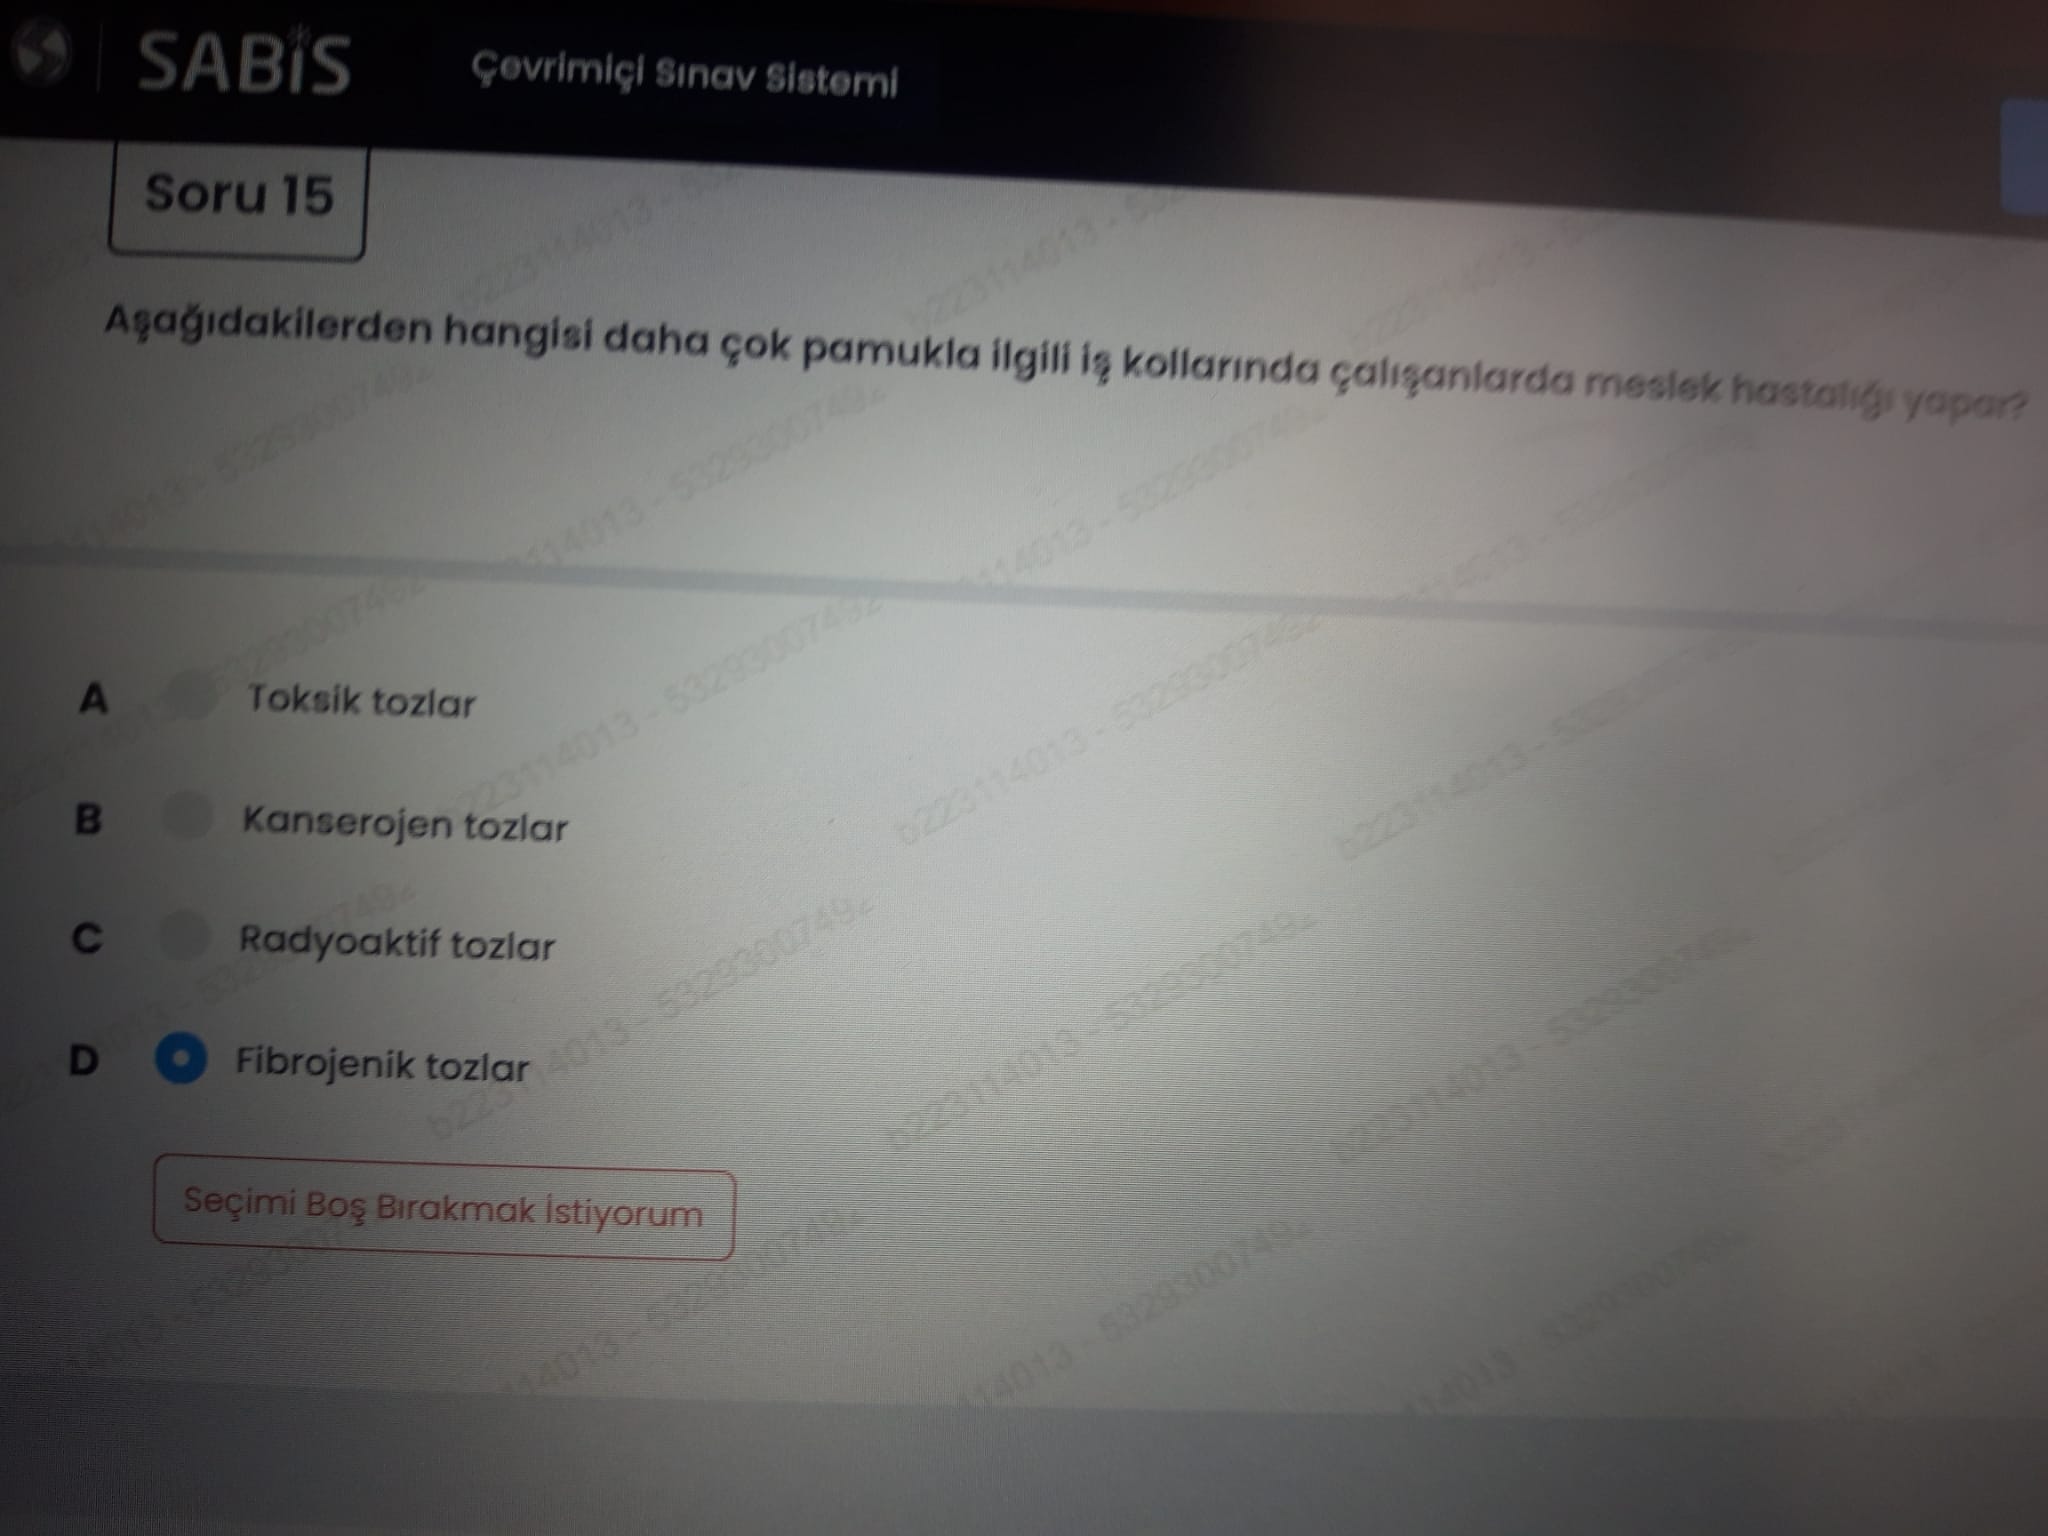 SABİS
Çevrimiçi Sınav Sistemi
Soru 15
Aşağıdakilerden hangisi daha çok pamukla ilgili iş kollarında çalışanlarda meslek hastalığı yapar?
A Toksik tozlar
B Kanserojen tozlar
C Radyoaktif tozlar
D Fibrojenik tozlar
Seçimi Boş Bırakmak İstiyorum